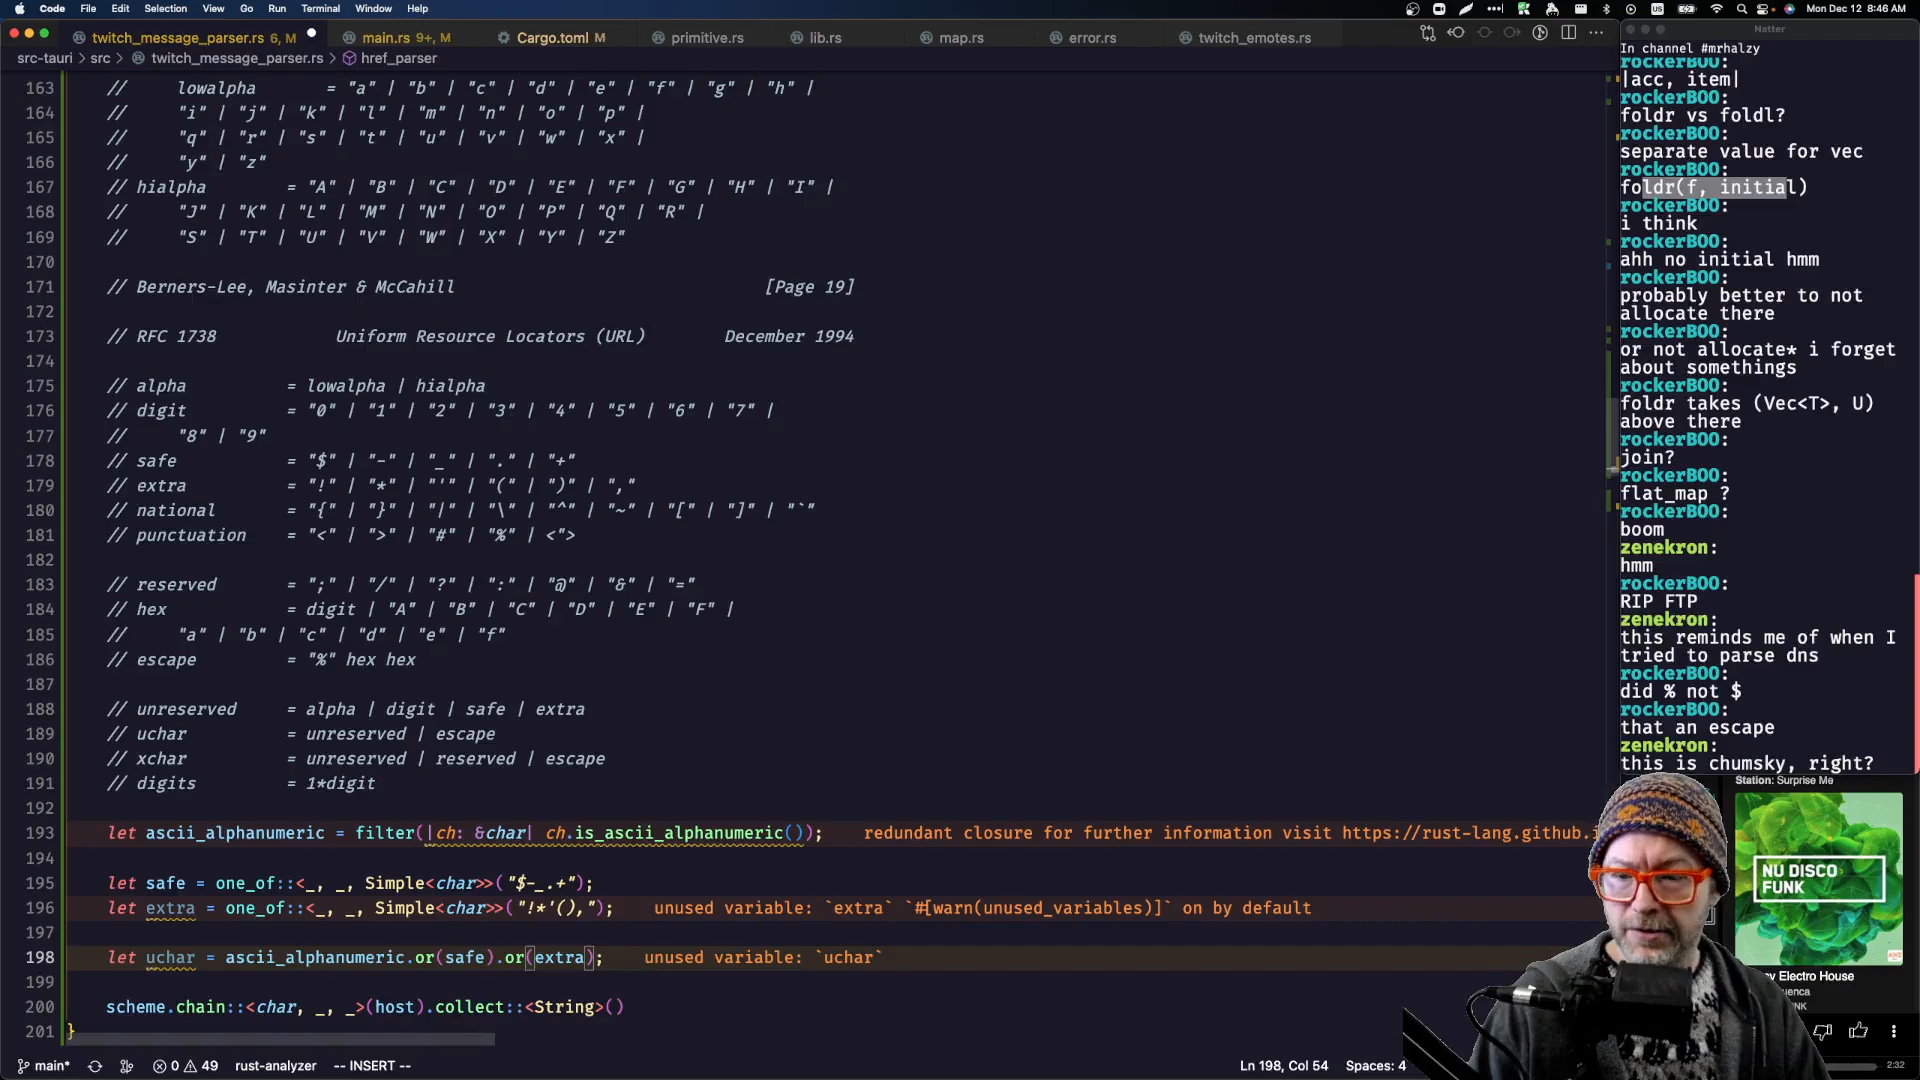 Code File Edit Selection View Go Run Terminal Window Help
Mon Dec 12 8:46 AM
twitch_message_parser.rs 6, M
main.rs 9+, M
Cargo.toml M
primitive.rs
lib.rs
map.rs
error.rs
twitch_emotes.rs
src-tauri > src > twitch_message_parser.rs > href_parser
163 // lowalpha = "a" | "b" | "c" | "d" | "e" | "f" | "g" | "h" |
164 // "i" | "j" | "k" | "l" | "m" | "n" | "o" | "p" |
165 // "q" | "r" | "s" | "t" | "u" | "v" | "w" | "x" |
166 // "y" | "z"
167 // hialpha = "A" | "B" | "C" | "D" | "E" | "F" | "G" | "H" | "I" |
168 // "J" | "K" | "L" | "M" | "N" | "O" | "P" | "Q" | "R" |
169 // "S" | "T" | "U" | "V" | "W" | "X" | "Y" | "Z"
170
171 // Berners-Lee, Masinter & McCahill [Page 19]
172
173 // RFC 1738 Uniform Resource Locators (URL) December 1994
174
175 // alpha = lowalpha | hialpha
176 // digit = "0" | "1" | "2" | "3" | "4" | "5" | "6" | "7" |
177 // "8" | "9"
178 // safe = "$" | "-" | "_" | "." | "+"
179 // extra = "!" | "*" | "'" | "(" | ")" | ","
180 // national = "{" | "}" | "|" | "\" | "^" | "~" | "[" | "]" | "`"
181 // punctuation = "<" | ">" | "#" | "%" | <">
182
183 // reserved = ";" | "/" | "?" | ":" | "@" | "&" | "="
184 // hex = digit | "A" | "B" | "C" | "D" | "E" | "F" |
185 // "a" | "b" | "c" | "d" | "e" | "f"
186 // escape = "%" hex hex
187
188 // unreserved = alpha | digit | safe | extra
189 // uchar = unreserved | escape
190 // xchar = unreserved | reserved | escape
191 // digits = 1*digit
192
193 let ascii_alphanumeric = filter(|ch: &char| ch.is_ascii_alphanumeric()); redundant closure for further information visit https://rust-lang.github.i
194
195 let safe = one_of::<_, _, Simple<char>>("$-_.+");
196 let extra = one_of::<_, _, Simple<char>>("!*'(),"); unused variable: `extra` `#[warn(unused_variables)]` on by default
197
198 let uchar = ascii_alphanumeric.or(safe).or(extra); unused variable: `uchar`
199
200 scheme.chain::<char, _, _>(host).collect::<String>()
201 }
main* 0 49 rust-analyzer -- INSERT --
Ln 198, Col 54 Spaces: 4
Natter
In channel #mrhalzy
rockerBOO:
|acc, item|
rockerBOO:
foldr vs foldl?
rockerBOO:
separate value for vec
rockerBOO:
foldr(f, initial)
rockerBOO:
i think
rockerBOO:
ahh no initial hmm
rockerBOO:
probably better to not
allocate there
rockerBOO:
or not allocate* i forget
about somethings
rockerBOO:
foldr takes (Vec<T>, U)
above there
rockerBOO:
join?
rockerBOO:
flat_map ?
rockerBOO:
boom
zenekron:
hmm
rockerBOO:
RIP FTP
zenekron:
this reminds me of when I
tried to parse dns
rockerBOO:
did % not $
rockerBOO:
that an escape
zenekron:
this is chumsky, right?
Station: Surprise Me
NU DISCO
FUNK
Electro House
2:32